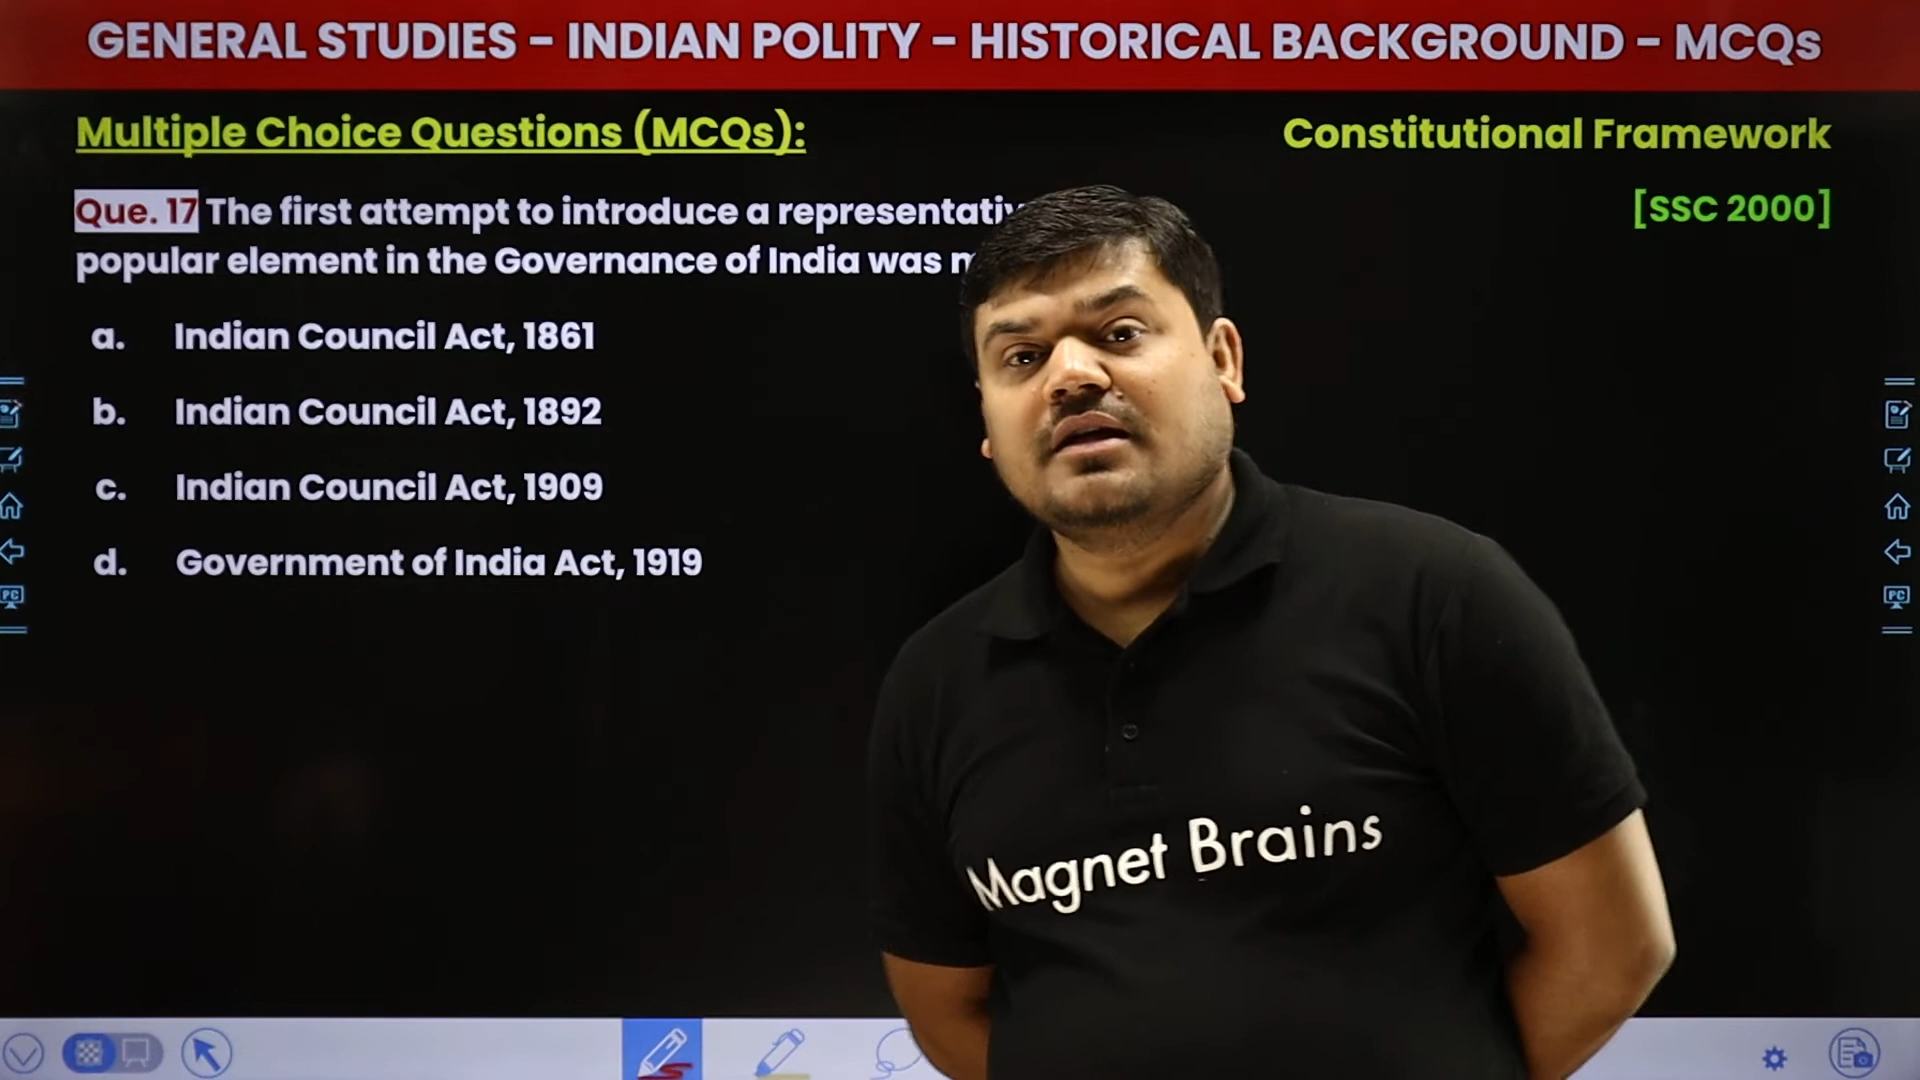 GENERAL STUDIES - INDIAN POLITY - HISTORICAL BACKGROUND - MCQs
Multiple Choice Questions (MCQs):
Constitutional Framework
Que. 17 The first attempt to introduce a
[SSC 2000]
popular element in the Governance of India was
a. Indian Council Act, 1861
b. Indian Council Act, 1892
c. Indian Council Act, 1909
d. Government of India Act, 1919
Magnet Brains
PC
PC